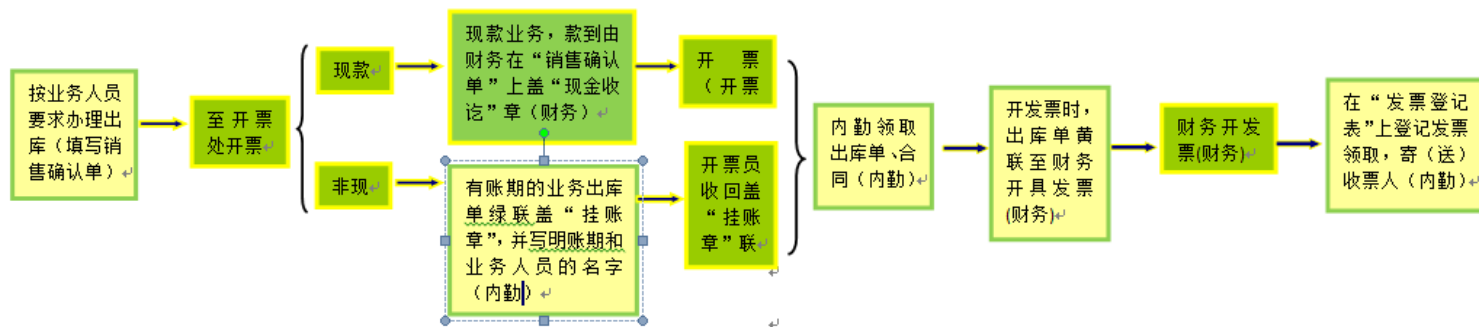 按业务人员
要求办理出
库（填写销
售确认单）
至开票
处开票
现款
现款业务，款到由
财务在“销售确认
单”上盖“现金收
讫”章（财务）
开票
（开票
非现
有账期的业务出库
单绿联盖“挂账
章”，并写明账期和
业务人员的名字
（内勤）
开票员
收回盖
“挂账
章”联
内勤领取
出库单、合
同（内勤）
开发票时，
出库单黄
联至财务
开具发票
(财务)
财务开发
票(财务)
在“发票登记
表”上登记发票
领取，寄（送）
收票人（内勤）